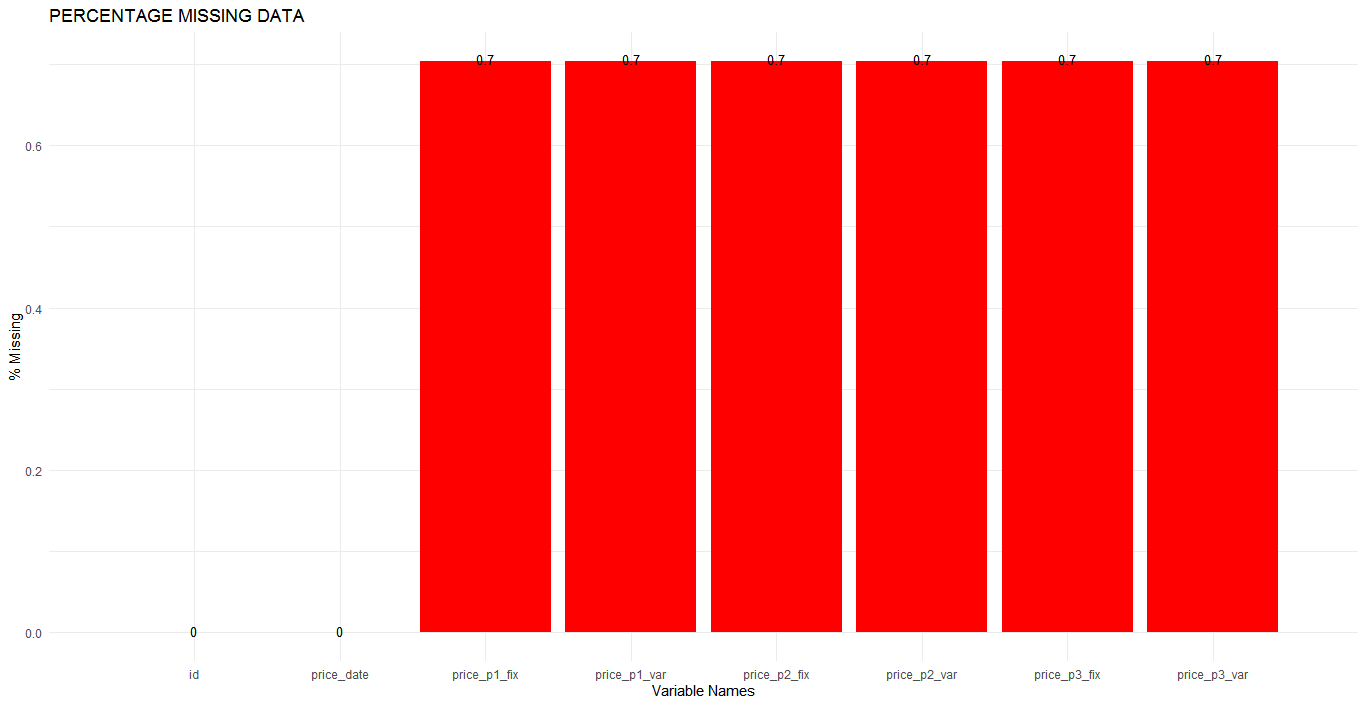 PERCENTAGE MISSING DATA
0.7 0.7 0.7 0.7 0.7 0.7
0.6
0.4
% Missing
0.2
0.0
0 0
id price_date price_p1_fix price_p1_var price_p2_fix price_p2_var price_p3_fix price_p3_var
Variable Names